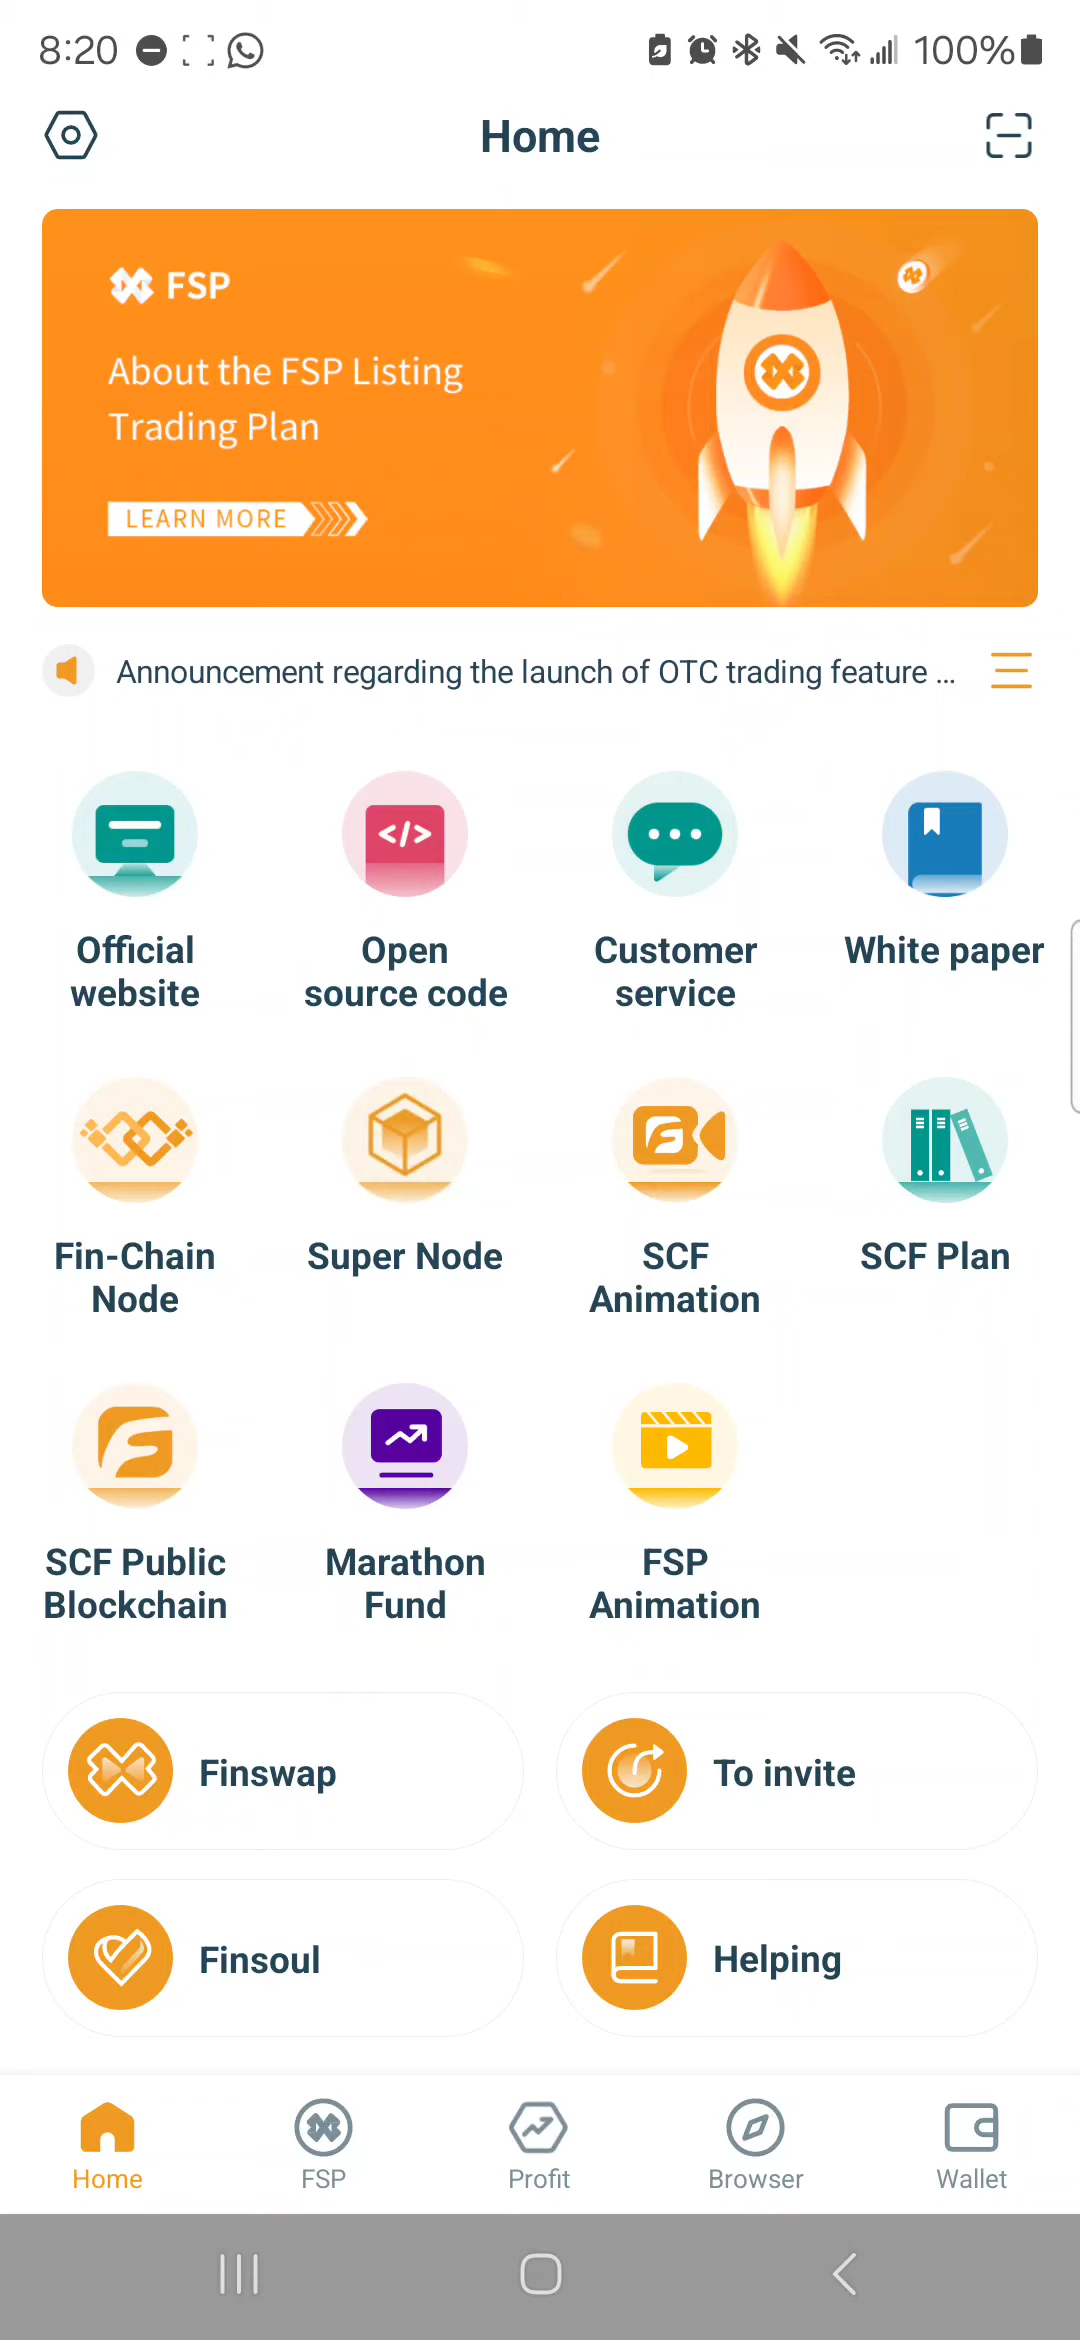 8:20
100%
Home
FSP
About the FSP Listing
Trading Plan
LEARN MORE
Announcement regarding the launch of OTC trading feature ...
Official
website
Open
source code
Customer
service
White paper
Fin-Chain
Node
Super Node
SCF
Animation
SCF Plan
SCF Public
Blockchain
Marathon
Fund
FSP
Animation
Finswap
To invite
Finsoul
Helping
Home
FSP
Profit
Browser
Wallet